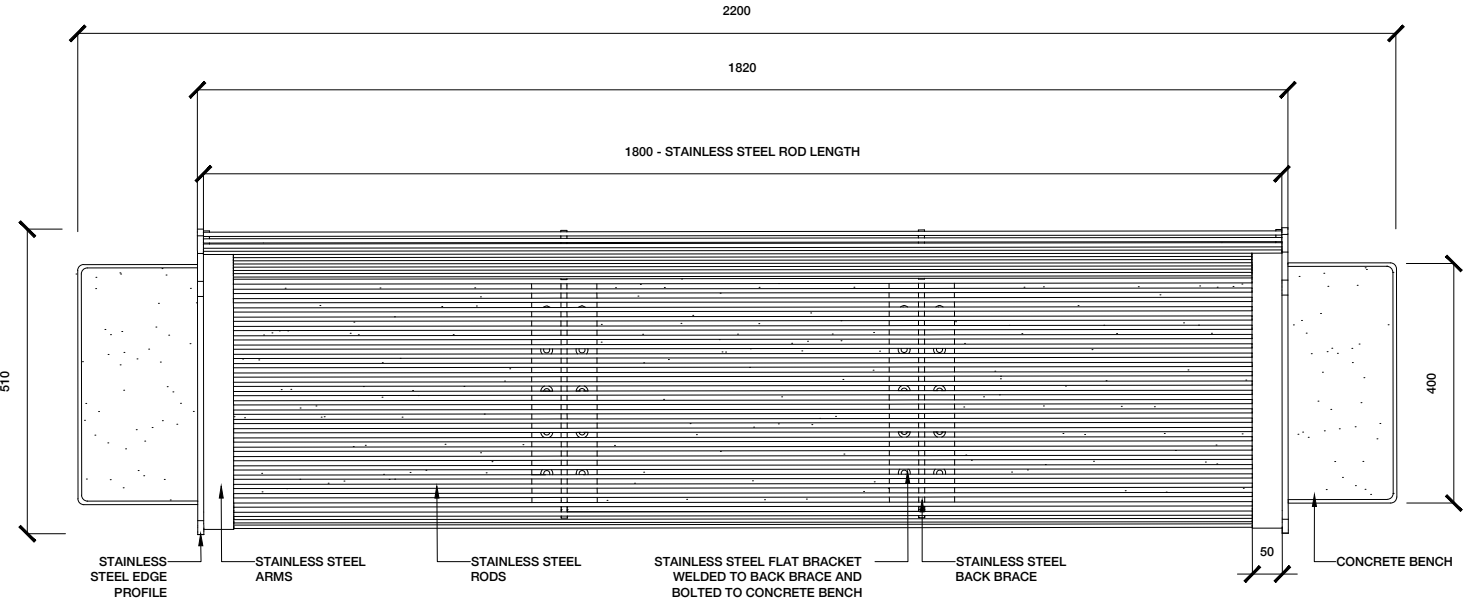 2200
1820
1800 - STAINLESS STEEL ROD LENGTH
510
400
50
STAINLESS
STEEL EDGE
PROFILE
STAINLESS STEEL
ARMS
STAINLESS STEEL
RODS
STAINLESS STEEL FLAT BRACKET
WELDED TO BACK BRACE AND
BOLTED TO CONCRETE BENCH
STAINLESS STEEL
BACK BRACE
CONCRETE BENCH